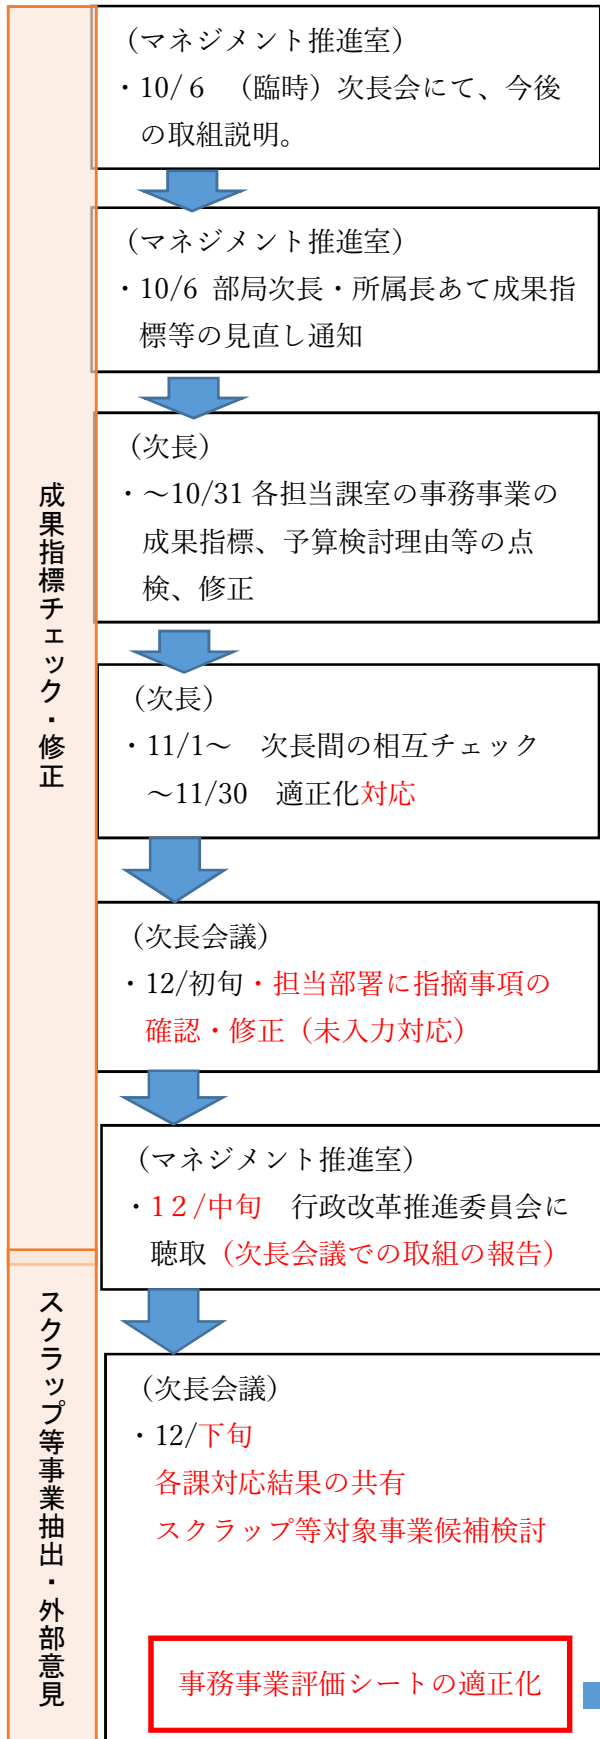 成果指標チェック・修正
（マネジメント推進室）
・10/６　（臨時）次長会にて、今後
の取組説明。
（マネジメント推進室）
・10/6 部局次長・所属長あて成果指
標等の見直し通知
（次長）
・～10/31 各担当課室の事務事業の
成果指標、予算検討理由等の点
検、修正
（次長）
・11/1～　次長間の相互チェック
～11/30　適正化対応
（次長会議）
・12/初旬・担当部署に指摘事項の
確認・修正（未入力対応）
（マネジメント推進室）
・１２/中旬　行政改革推進委員会に
聴取（次長会議での取組の報告）
スクラップ等事業抽出・外部意見
（次長会議）
・12/下旬
各課対応結果の共有
スクラップ等対象事業候補検討
事務事業評価シートの適正化